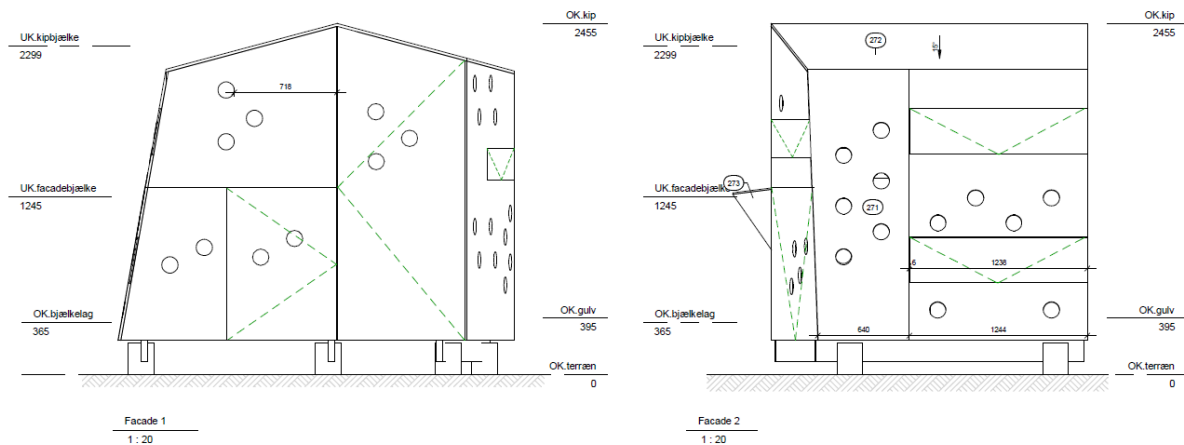 OK.kip
2455
UK.kipbjælke
2299
718
UK.facadebjælke
1245
OK.bjælkelag
365
OK.gulv
395
OK.terræn
0
Facade 1
1 : 20
OK.kip
2455
UK.kipbjælke
2299
272
15°
UK.facadebjælke
1245
273
271
6
1238
OK.bjælkelag
365
640
1244
OK.gulv
395
OK.terræn
0
Facade 2
1 : 20